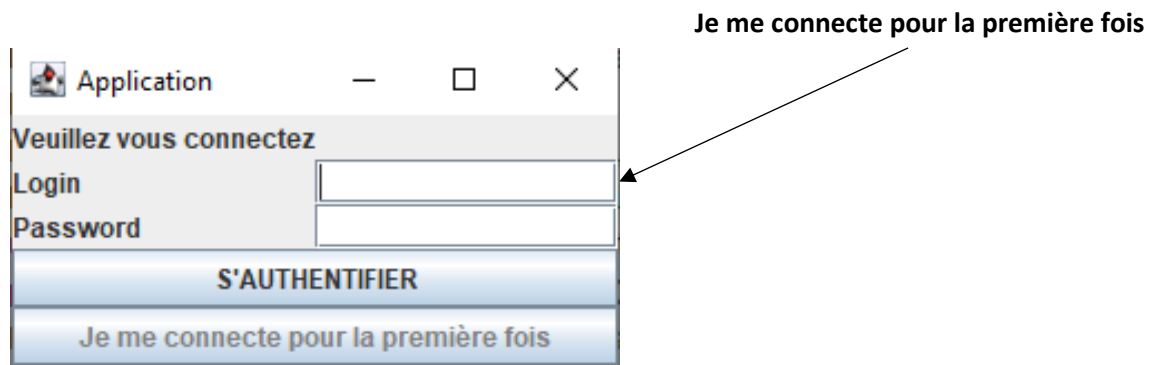 Je me connecte pour la première fois
Application
Veuillez vous connectez
Login
Password
S'AUTHENTIFIER
Je me connecte pour la première fois